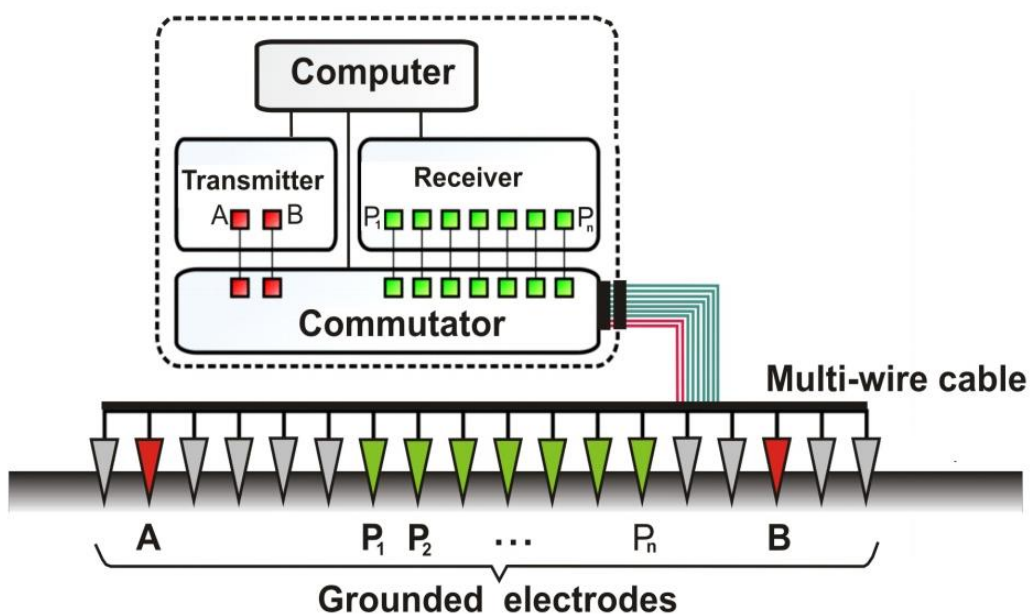 Computer
Transmitter
Receiver
A B
P1 Pn
Commutator
Multi-wire cable
A P1 P2 ... Pn B
Grounded electrodes